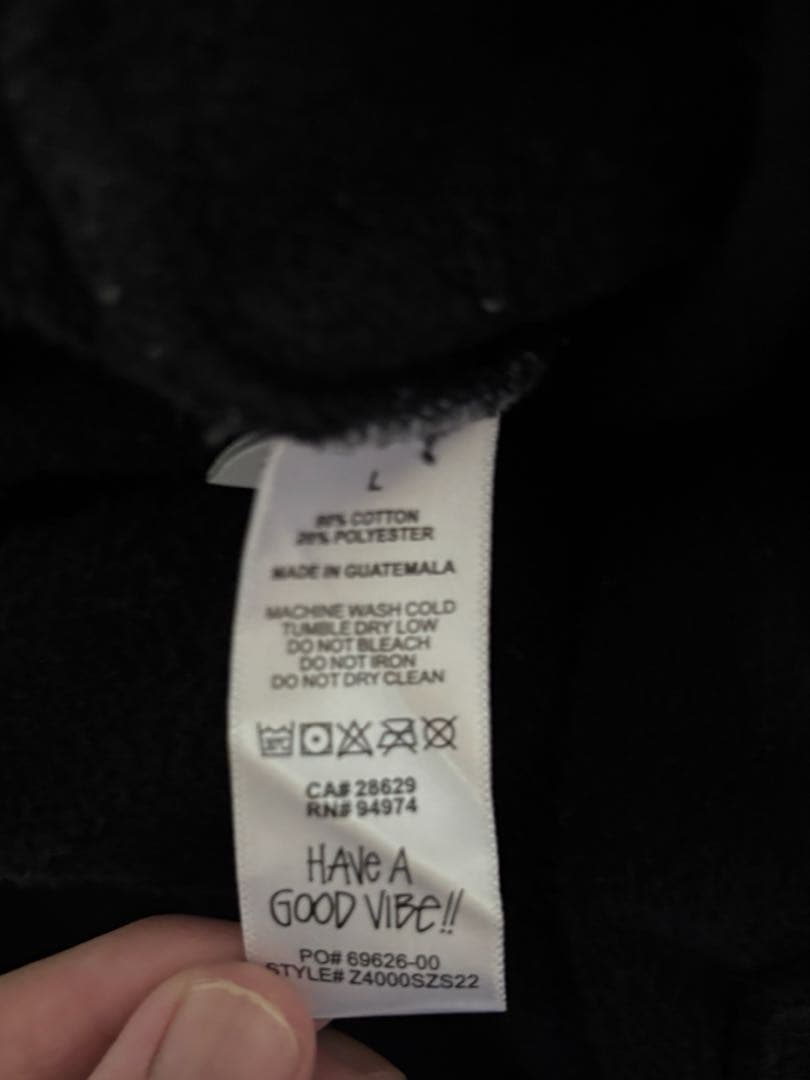 L
80% COTTON
20% POLYESTER
MADE IN GUATEMALA
MACHINE WASH COLD
TUMBLE DRY LOW
DO NOT BLEACH
DO NOT IRON
DO NOT DRY CLEAN
CA# 28629
RN# 94974
HAVE A
GOOD VIBE!!
PO# 69626-00
STYLE# Z4000SZS22